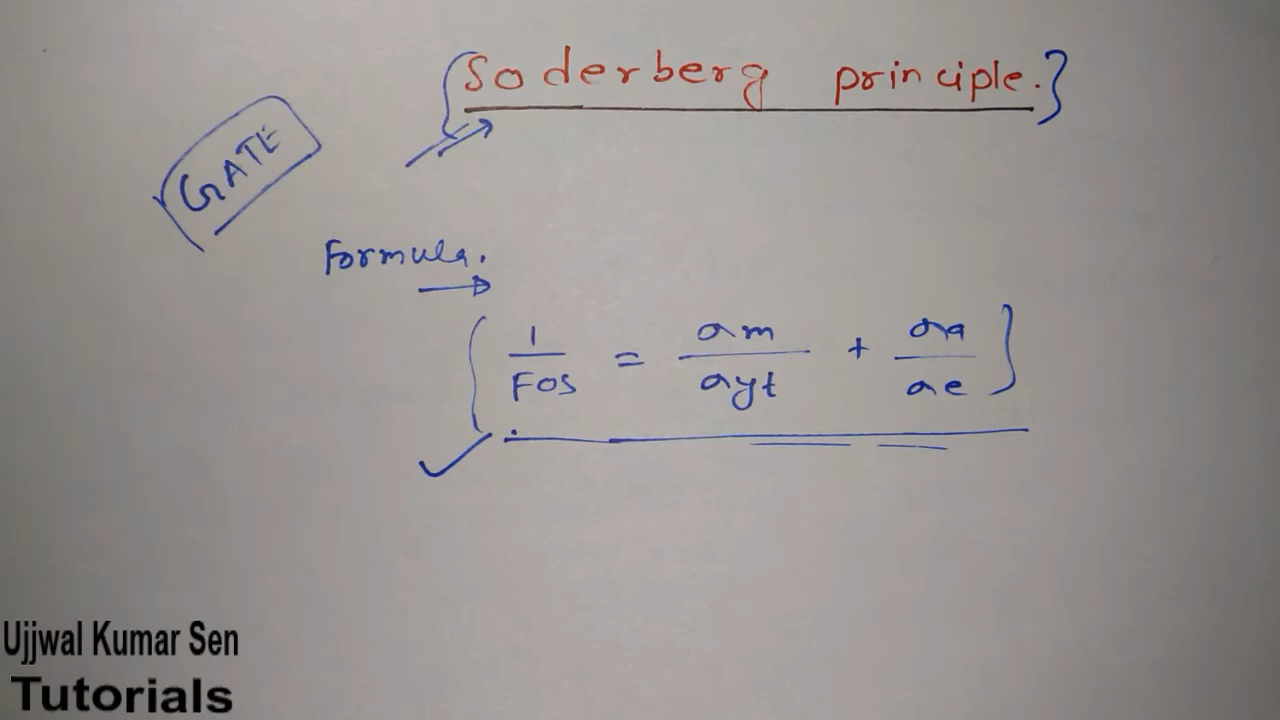 {Soderberg principle.}
GATE
Formula.
1/FOS = σm/σyt + σa/σe
Ujjwal Kumar Sen
Tutorials